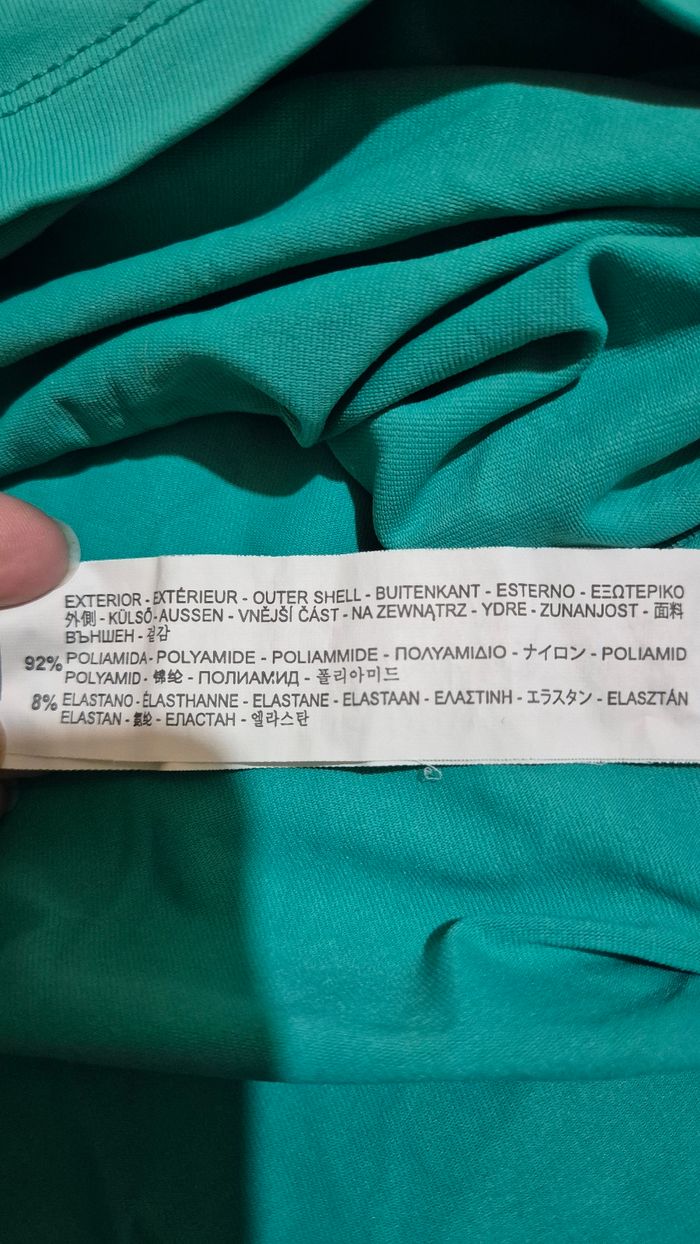 EXTERIOR - EXTÉRIEUR - OUTER SHELL - BUITENKANT - ESTERNO - ΕΞΩΤΕΡΙΚΟ
外側 - KÜLSŐ - AUSSEN - VNĚJŠÍ ČÁST - NA ZEWNĄTRZ - YDRE - ZUNANJOST - 面料
ВЪНШЕН - 겉감
92% POLIAMIDA - POLYAMIDE - POLIAMMIDE - ΠΟΛΥΑΜΙΔΙΟ - ナイロン - POLIAMID
POLYAMID - 锦纶 - ПОЛИАМИД - 폴리아미드
8% ELASTANO - ÉLASTHANNE - ELASTANE - ELASTAAN - ΕΛΑΣΤΙΝΗ - エラスタン - ELASZTÁN
ELASTAN - 氨纶 - ЕЛАСТАН - 엘라스탄